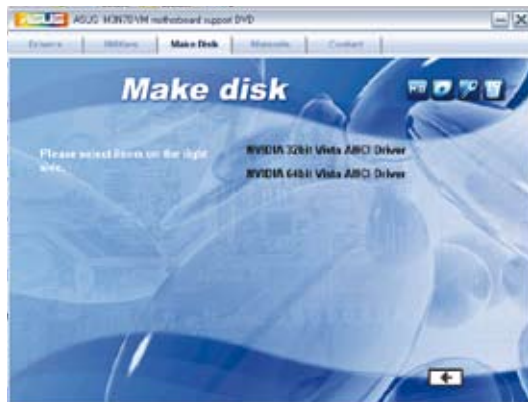 ASUS M3N78 VM motherboard support DVD
Drivers Utilities Make Disk Manuals Contact
Make disk
Please select items on the right side.
NVIDIA 32bit Vista AHCI Driver
NVIDIA 64bit Vista AHCI Driver